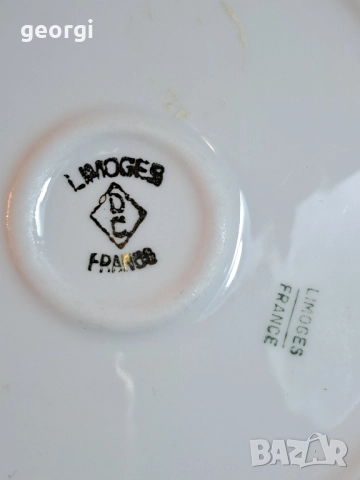 georgi
LIMOGES
D
C
FRANCE
LIMOGES
FRANCE
BAZAR